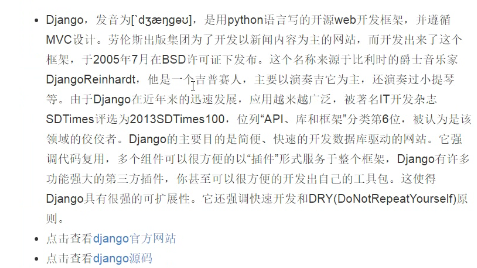 Django，发音为[`dʒæŋgəʊ]，是用python语言写的开源web开发框架，并遵循
MVC设计。劳伦斯出版集团为了开发以新闻内容为主的网站，而开发出来了这个
框架，于2005年7月在BSD许可证下发布。这个名称来源于比利时的爵士音乐家
DjangoReinhardt，他是一个吉普赛人，主要以演奏吉它为主，还演奏过小提琴
等。由于Django在近年来的迅速发展，应用越来越广泛，被著名IT开发杂志
SDTimes评选为2013SDTimes100，位列“API、库和框架”分类第6位，被认为是该
领域的佼佼者。Django的主要目的是简便、快速的开发数据库驱动的网站。它强
调代码复用，多个组件可以很方便的以“插件”形式服务于整个框架，Django有许多
功能强大的第三方插件，你甚至可以很方便的开发出自己的工具包。这使得
Django具有很强的可扩展性。它还强调快速开发和DRY(DoNotRepeatYourself)原
则。
点击查看django官方网站
点击查看django源码